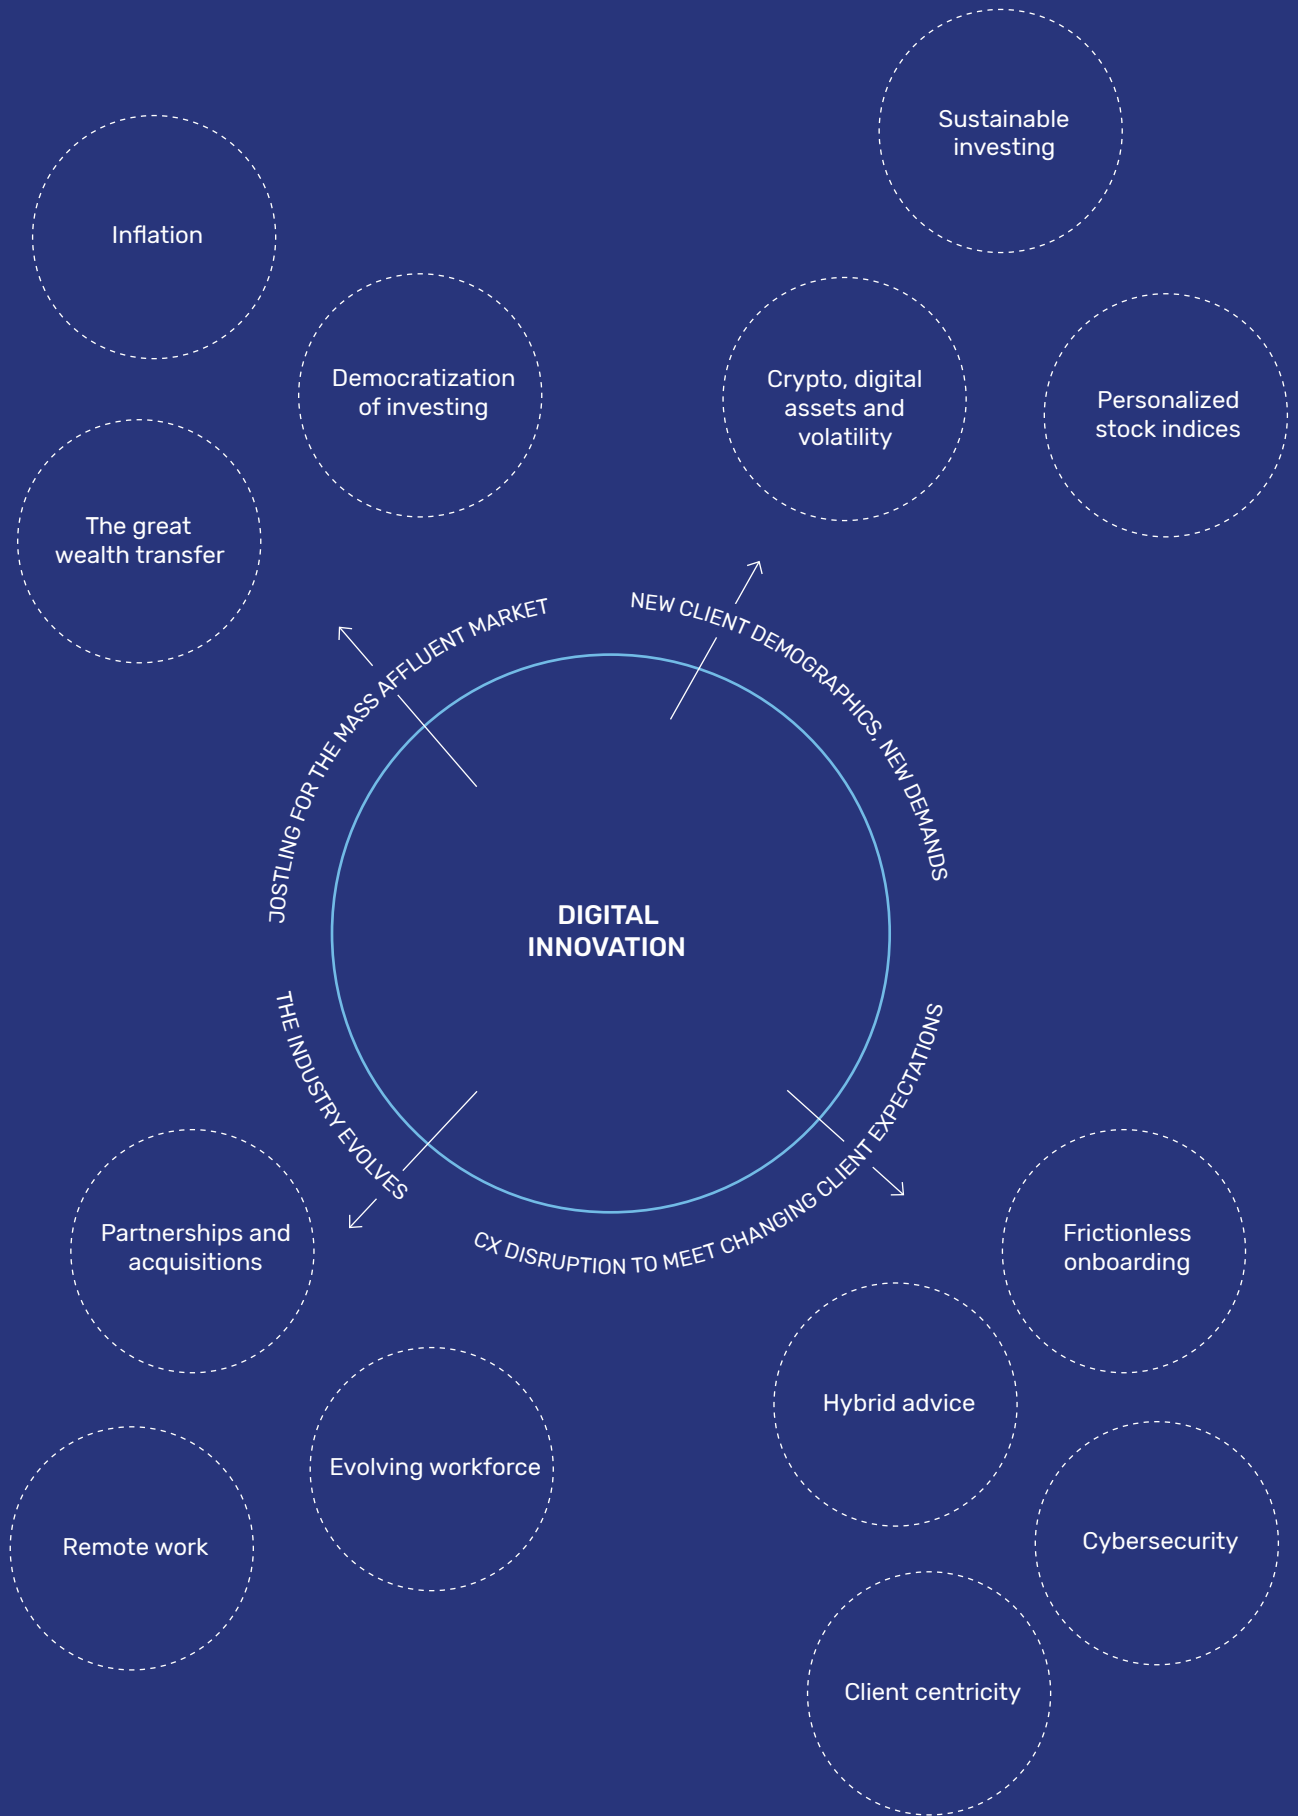 Sustainable
investing
Inflation
Democratization
of investing
Crypto, digital
assets and
volatility
Personalized
stock indices
The great
wealth transfer
JOSTLING FOR THE MASS AFFLUENT MARKET
NEW CLIENT DEMOGRAPHICS, NEW DEMANDS
DIGITAL
INNOVATION
THE INDUSTRY EVOLVES
CX DISRUPTION TO MEET CHANGING CLIENT EXPECTATIONS
Partnerships and
acquisitions
Evolving workforce
Remote work
Frictionless
onboarding
Hybrid advice
Cybersecurity
Client centricity